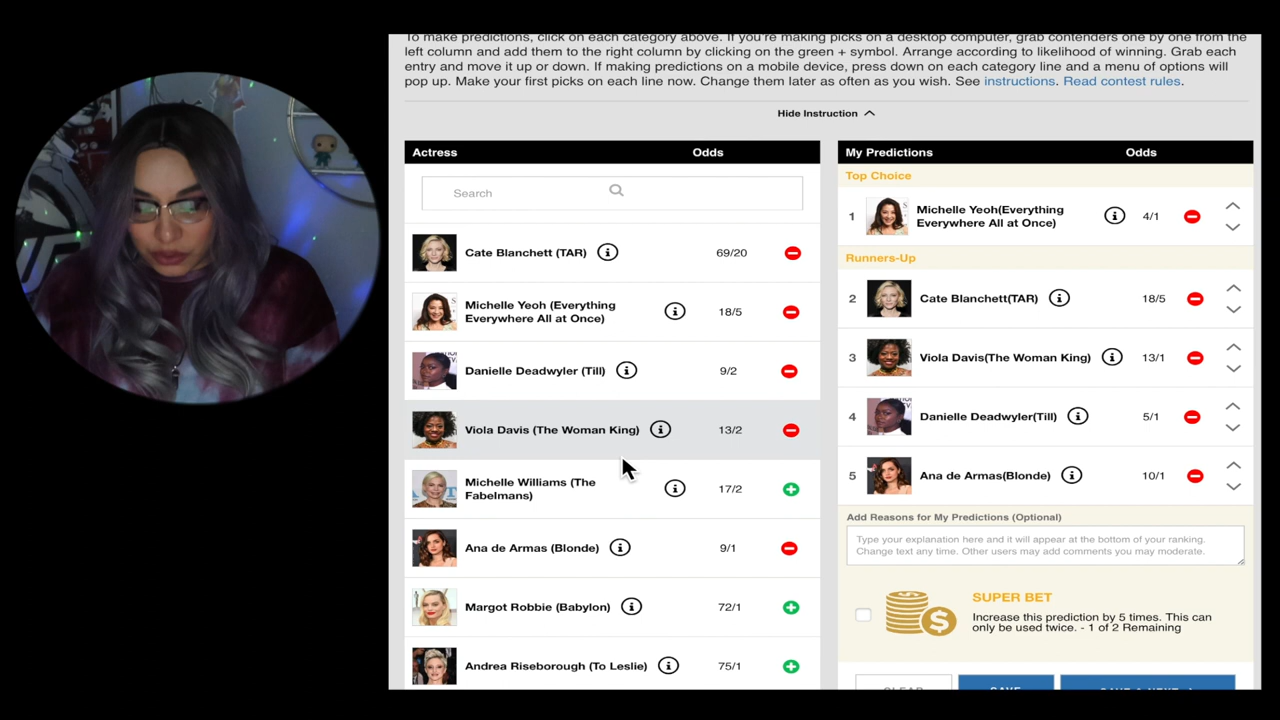 To make predictions, click on each category above. If you're making picks on a desktop computer, grab contenders one by one from the
left column and add them to the right column by clicking on the green + symbol. Arrange according to likelihood of winning. Grab each
entry and move it up or down. If making predictions on a mobile device, press down on each category line and a menu of options will
pop up. Make your first picks on each line now. Change them later as often as you wish. See instructions. Read contest rules.
Hide Instruction
Actress Odds
Search
Cate Blanchett (TAR) 69/20
Michelle Yeoh (Everything
Everywhere All at Once) 18/5
Danielle Deadwyler (Till) 9/2
Viola Davis (The Woman King) 13/2
Michelle Williams (The
Fabelmans) 17/2
Ana de Armas (Blonde) 9/1
Margot Robbie (Babylon) 72/1
Andrea Riseborough (To Leslie) 75/1
My Predictions Odds
Top Choice
1 Michelle Yeoh(Everything
Everywhere All at Once) 4/1
Runners-Up
2 Cate Blanchett(TAR) 18/5
3 Viola Davis(The Woman King) 13/1
4 Danielle Deadwyler(Till) 5/1
5 Ana de Armas(Blonde) 10/1
Add Reasons for My Predictions (Optional)
Type your explanation here and it will appear at the bottom of your ranking.
Change text any time. Other users may add comments you may moderate.
SUPER BET
Increase this prediction by 5 times. This can
only be used twice. - 1 of 2 Remaining
CLEAR SAVE SAVE & NEXT